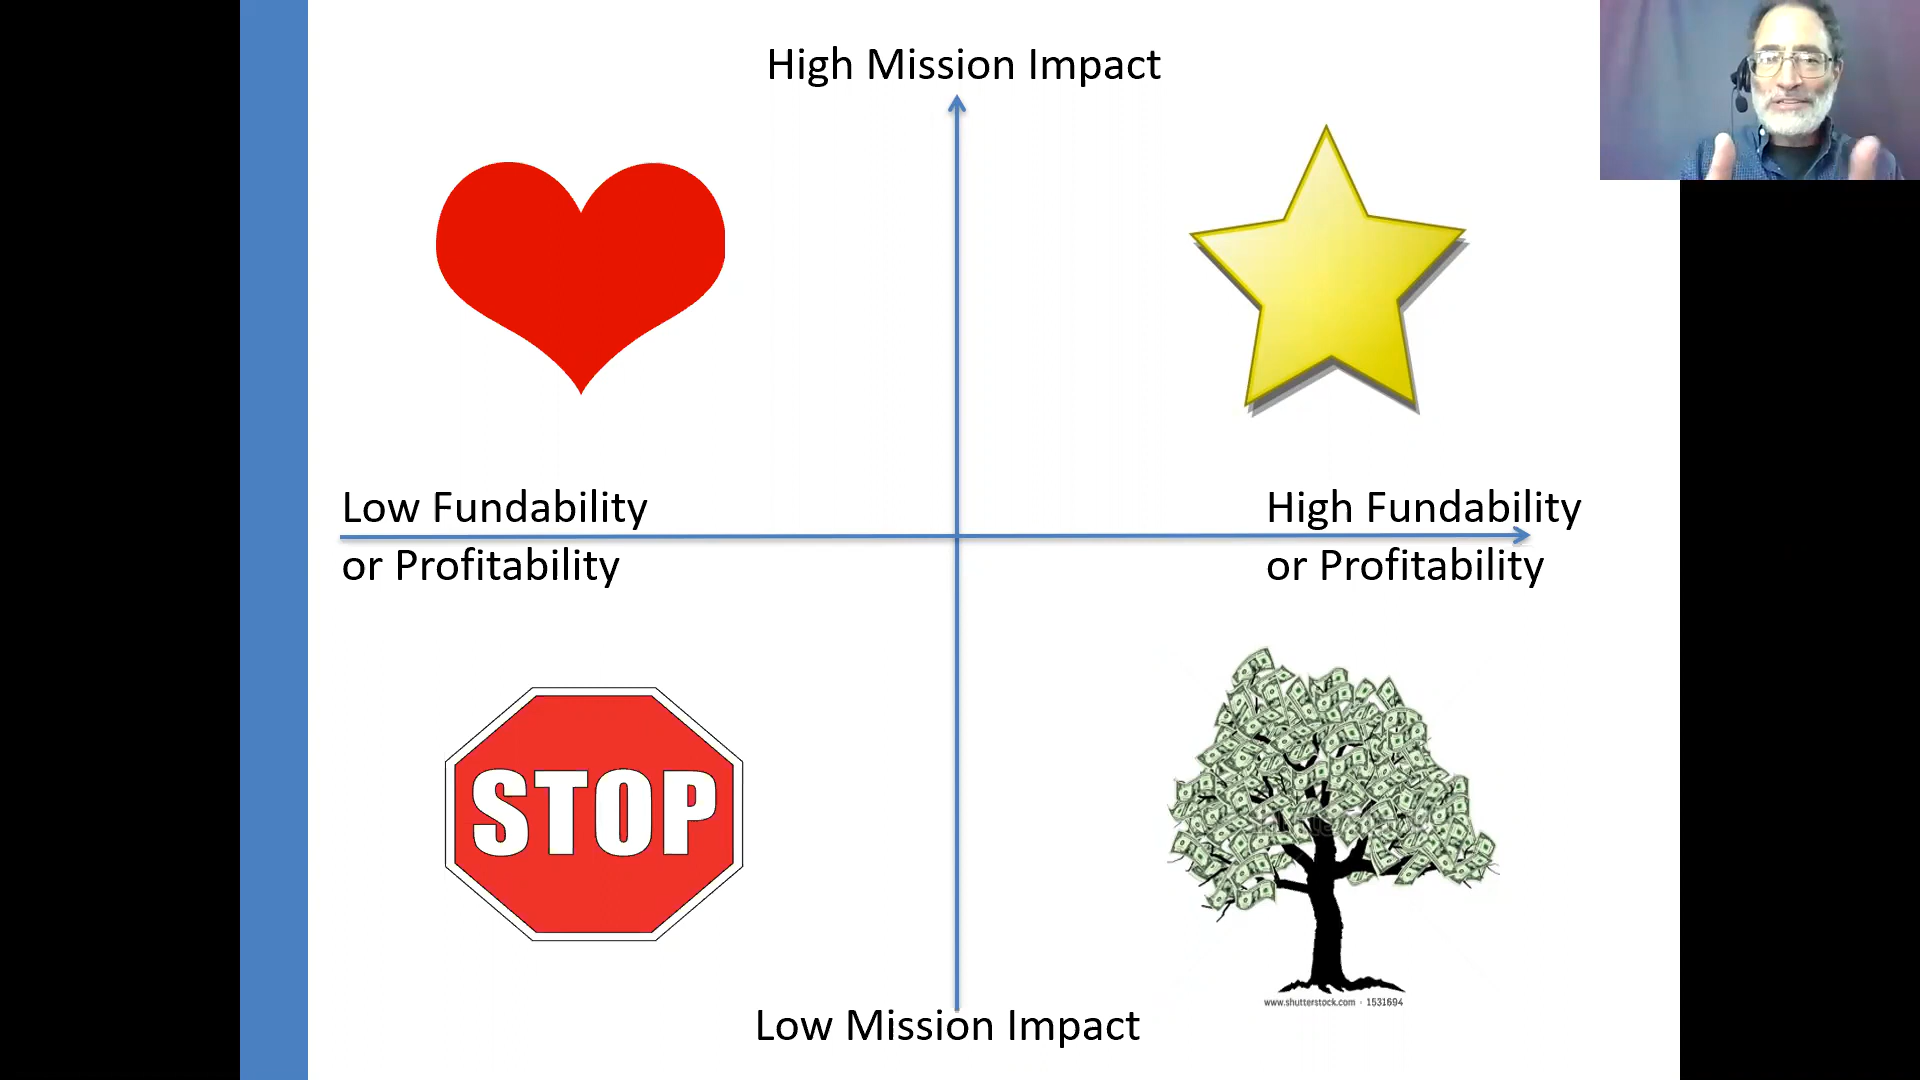 High Mission Impact
Low Fundability
or Profitability
High Fundability
or Profitability
STOP
www.shutterstock.com · 1531694
Low Mission Impact